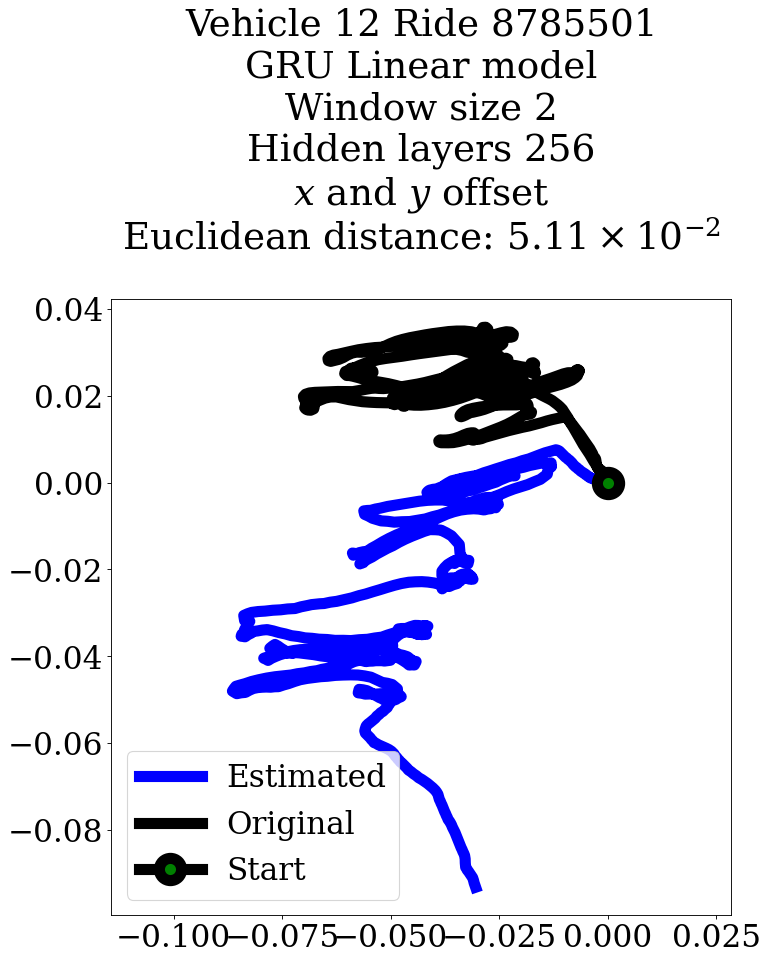 Vehicle 12 Ride 8785501
GRU Linear model
Window size 2
Hidden layers 256
x and y offset
Euclidean distance: 5.11 × 10⁻²
0.04
0.02
0.00
−0.02
−0.04
−0.06
−0.08
Estimated
Original
Start
−0.100 −0.075 −0.050 −0.025 0.000 0.025